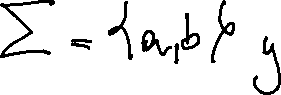 Σ = {a,b} y